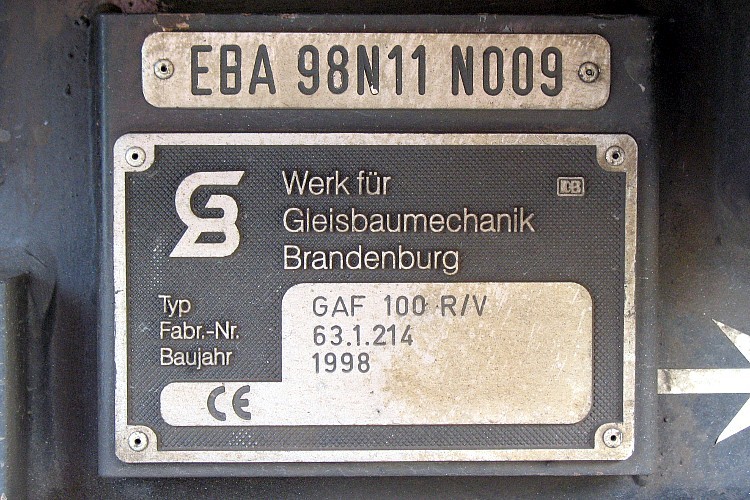 EBA 98N11 N009
GB
Werk für
DB
Gleisbaumechanik
Brandenburg
Typ GAF 100 R/V
Fabr.-Nr. 63.1.214
Baujahr 1998
CE